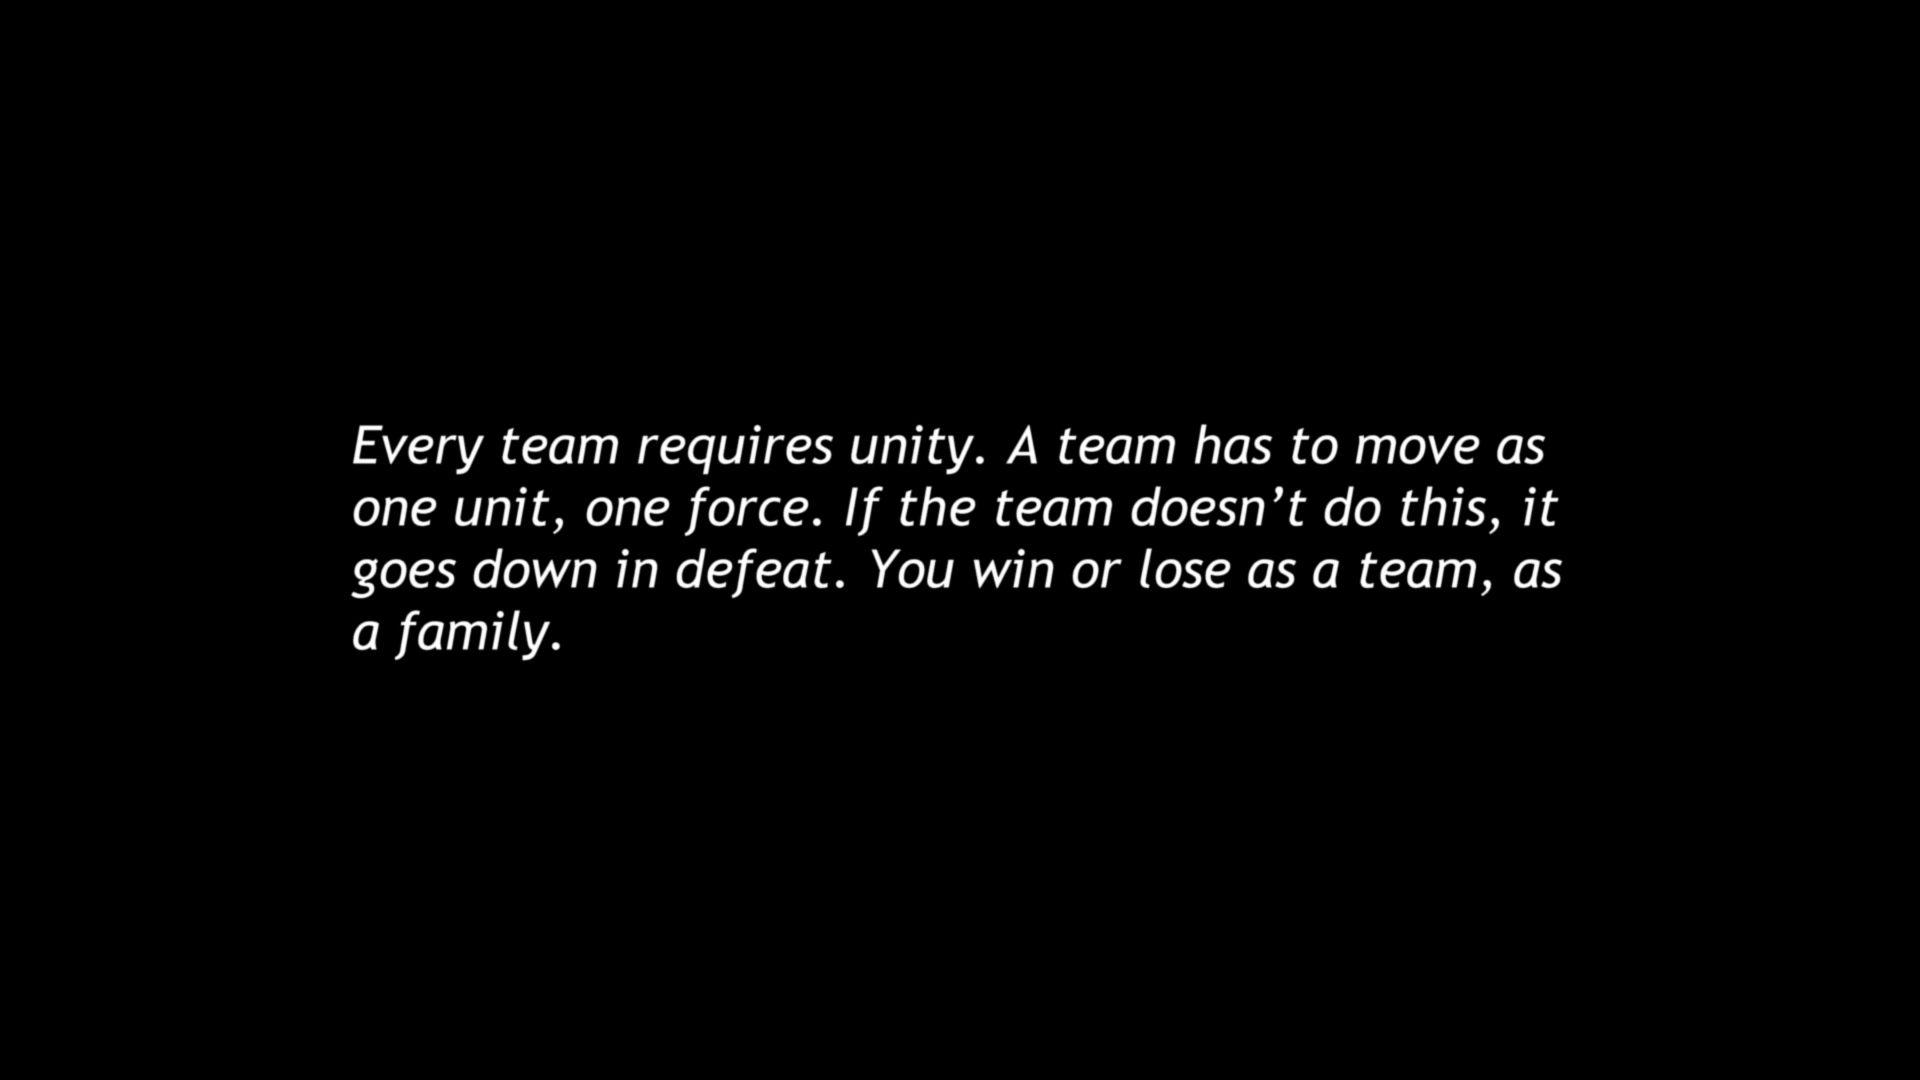 Every team requires unity. A team has to move as
one unit, one force. If the team doesn’t do this, it
goes down in defeat. You win or lose as a team, as
a family.